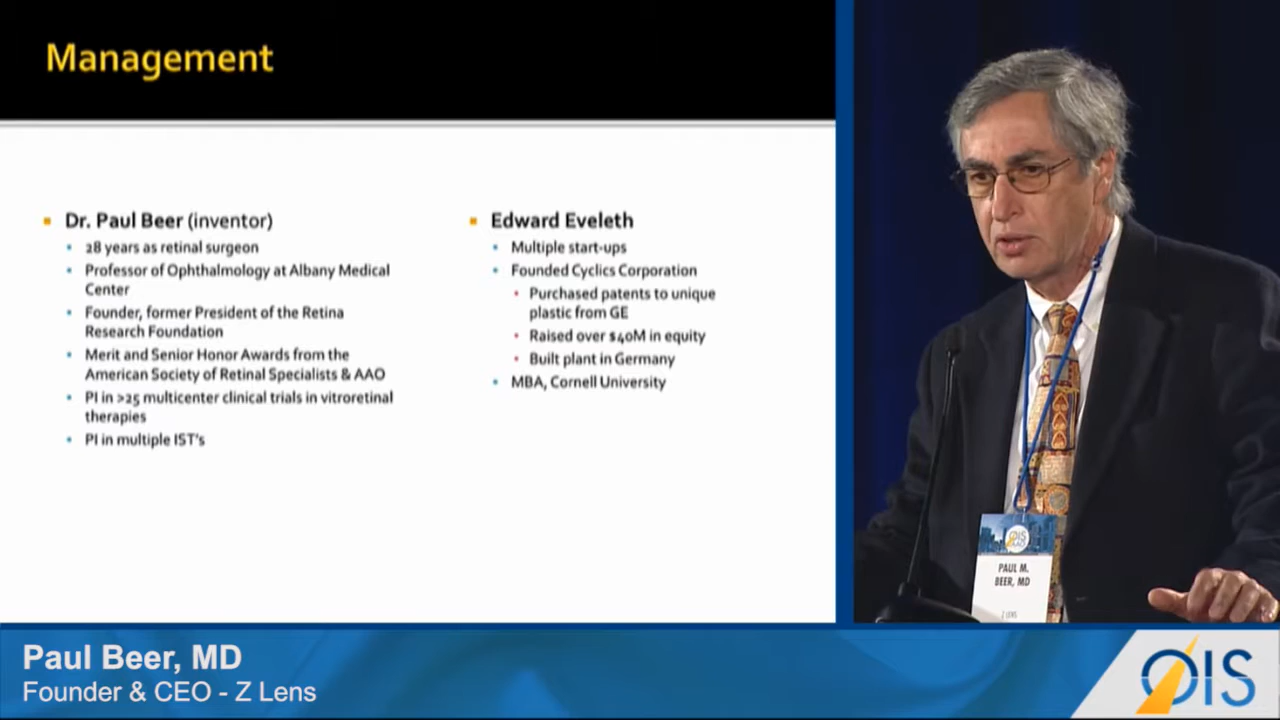 Management
Dr. Paul Beer (inventor)
28 years as retinal surgeon
Professor of Ophthalmology at Albany Medical
Center
Founder, former President of the Retina
Research Foundation
Merit and Senior Honor Awards from the
American Society of Retinal Specialists & AAO
PI in >25 multicenter clinical trials in vitroretinal
therapies
PI in multiple IST's
Edward Eveleth
Multiple start-ups
Founded Cyclics Corporation
Purchased patents to unique
plastic from GE
Raised over $40M in equity
Built plant in Germany
MBA, Cornell University
OIS
PAUL M.
BEER, MD
Z LENS
Paul Beer, MD
Founder & CEO - Z Lens
OIS